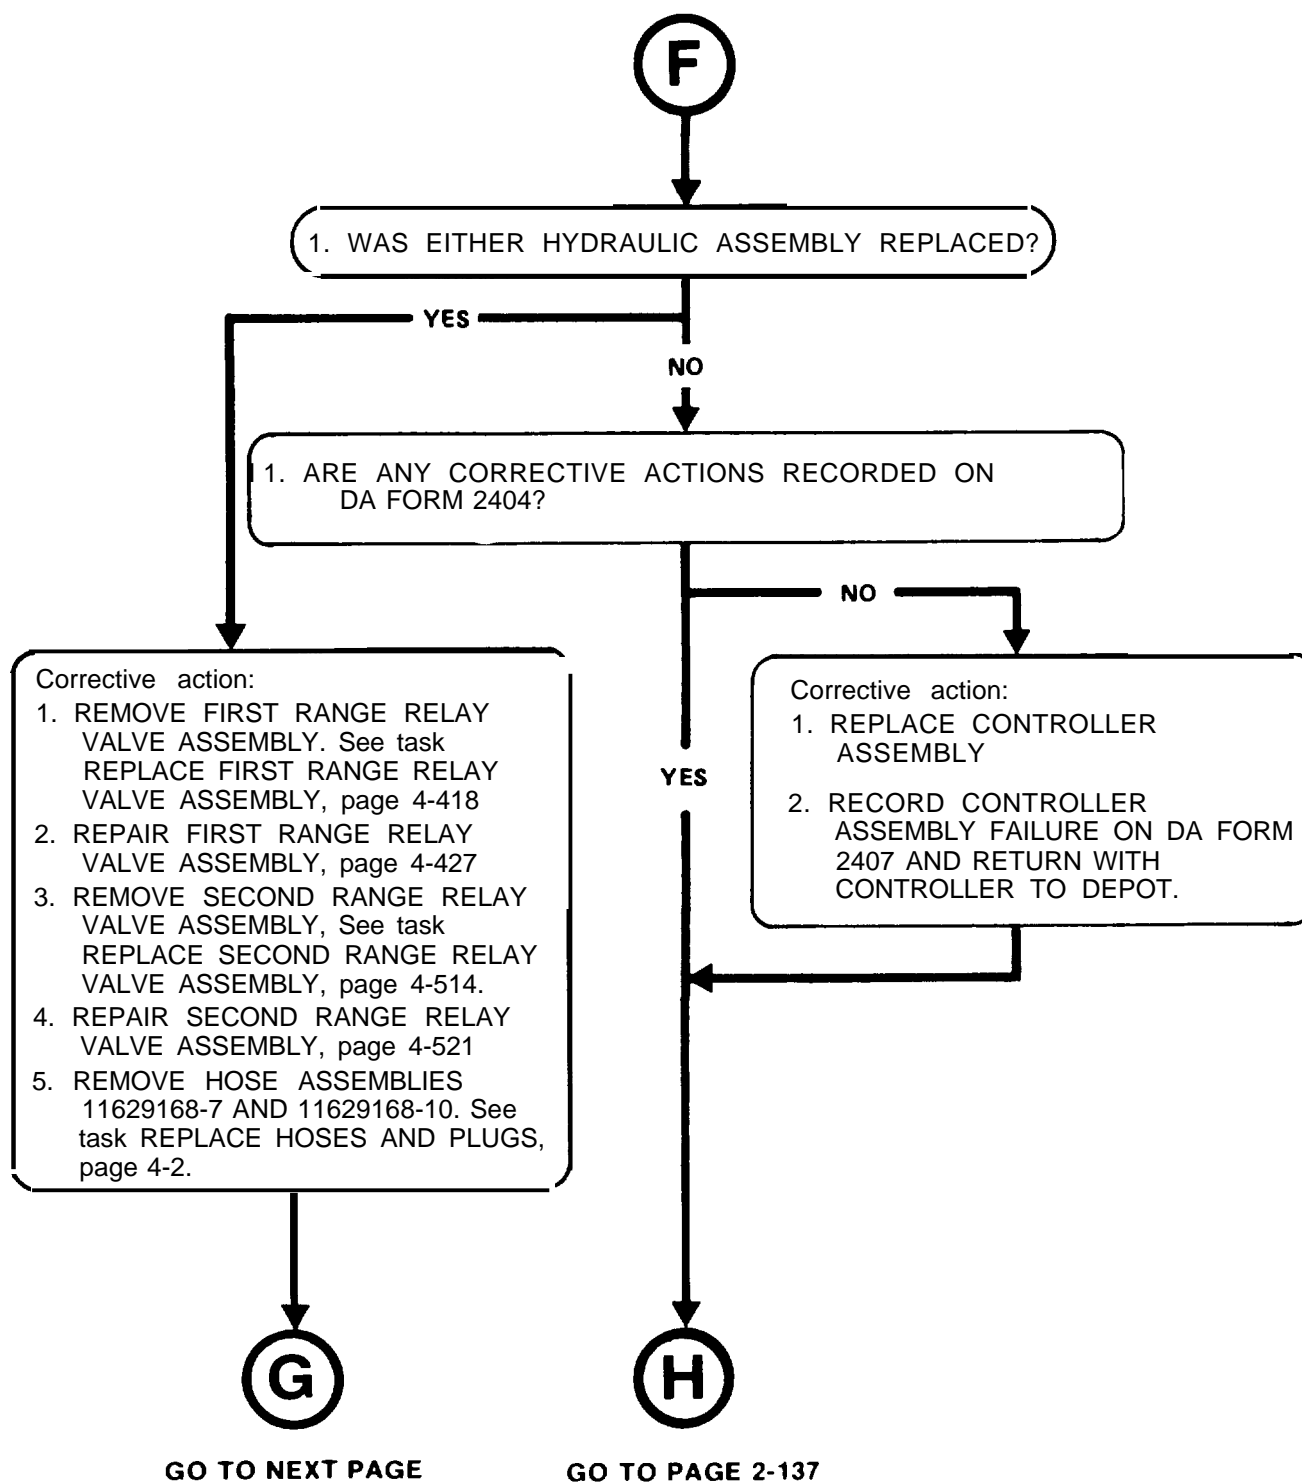 F
1. WAS EITHER HYDRAULIC ASSEMBLY REPLACED?
YES
NO
1. ARE ANY CORRECTIVE ACTIONS RECORDED ON
DA FORM 2404?
NO
YES
Corrective action:
1. REMOVE FIRST RANGE RELAY
VALVE ASSEMBLY. See task
REPLACE FIRST RANGE RELAY
VALVE ASSEMBLY, page 4-418
2. REPAIR FIRST RANGE RELAY
VALVE ASSEMBLY, page 4-427
3. REMOVE SECOND RANGE RELAY
VALVE ASSEMBLY, See task
REPLACE SECOND RANGE RELAY
VALVE ASSEMBLY, page 4-514.
4. REPAIR SECOND RANGE RELAY
VALVE ASSEMBLY, page 4-521
5. REMOVE HOSE ASSEMBLIES
11629168-7 AND 11629168-10. See
task REPLACE HOSES AND PLUGS,
page 4-2.
Corrective action:
1. REPLACE CONTROLLER
ASSEMBLY
2. RECORD CONTROLLER
ASSEMBLY FAILURE ON DA FORM
2407 AND RETURN WITH
CONTROLLER TO DEPOT.
G
H
GO TO NEXT PAGE
GO TO PAGE 2-137